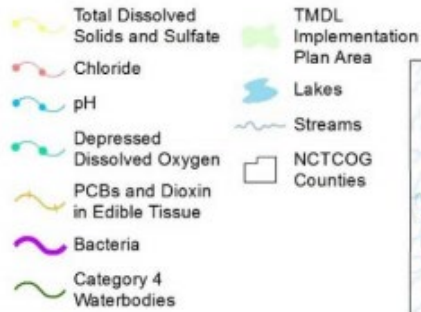 Total Dissolved
Solids and Sulfate
Chloride
pH
Depressed
Dissolved Oxygen
PCBs and Dioxin
in Edible Tissue
Bacteria
Category 4
Waterbodies
TMDL
Implementation
Plan Area
Lakes
Streams
NCTCOG
Counties